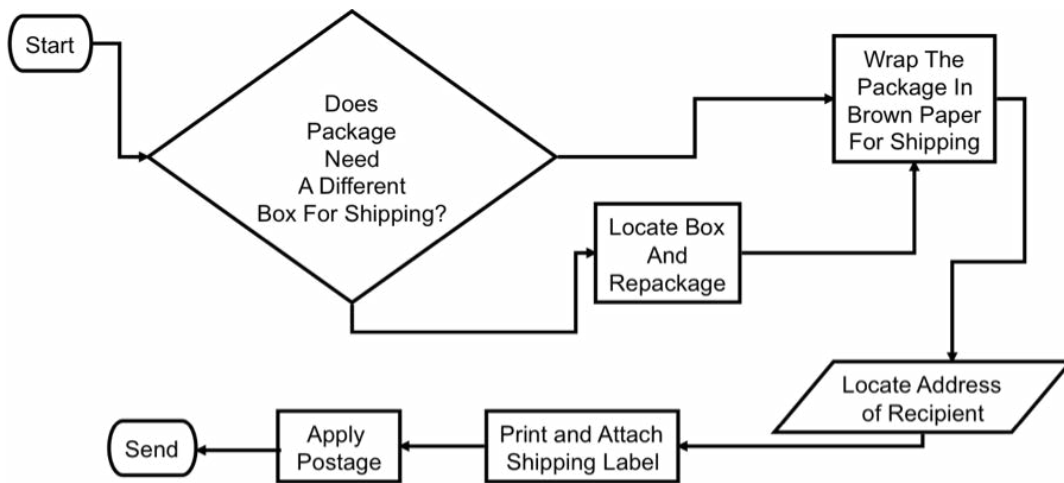 Start
Does
Package
Need
A Different
Box For Shipping?
Wrap The
Package In
Brown Paper
For Shipping
Locate Box
And
Repackage
Locate Address
of Recipient
Print and Attach
Shipping Label
Apply
Postage
Send